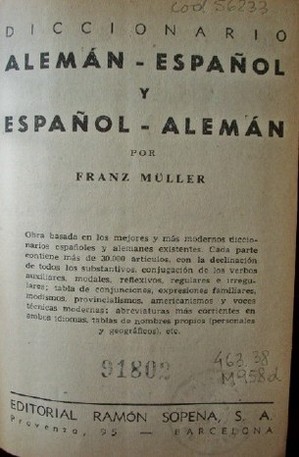 cod 56233
DICCIONARIO
ALEMÁN - ESPAÑOL
Y
ESPAÑOL - ALEMÁN
POR
FRANZ MÜLLER
Obra basada en los mejores y más modernos diccio-
narios españoles y alemanes existentes. Cada parte
contiene más de 30.000 artículos, con la declinación
de todos los substantivos, conjugación de los verbos
auxiliares, modales, reflexivos, regulares e irregu-
lares; tabla de conjunciones, expresiones familiares,
modismos, provincialismos, americanismos y voces
técnicas modernas; abreviaturas más corrientes en
ambos idiomas, tablas de nombres propios (personales
y geográficos), etc.
91802
463.38
M958d
EDITORIAL RAMÓN SOPENA, S. A.
Provenza, 95 — BARCELONA